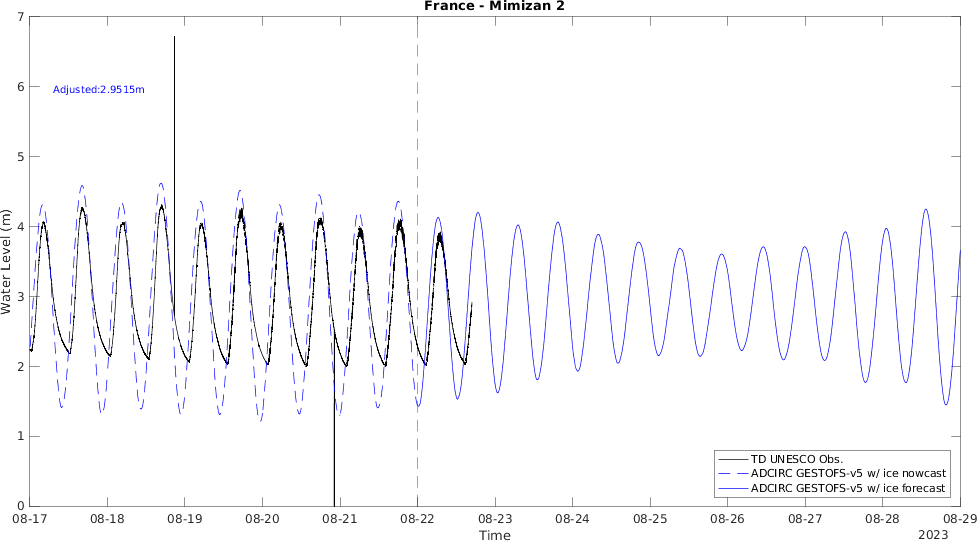 France - Mimizan 2
7
6
5
4
3
2
1
0
Water Level (m)
Adjusted:2.9515m
TD UNESCO Obs.
ADCIRC GESTOFS-v5 w/ ice nowcast
ADCIRC GESTOFS-v5 w/ ice forecast
08-17 08-18 08-19 08-20 08-21 08-22 08-23 08-24 08-25 08-26 08-27 08-28 08-29
Time
2023